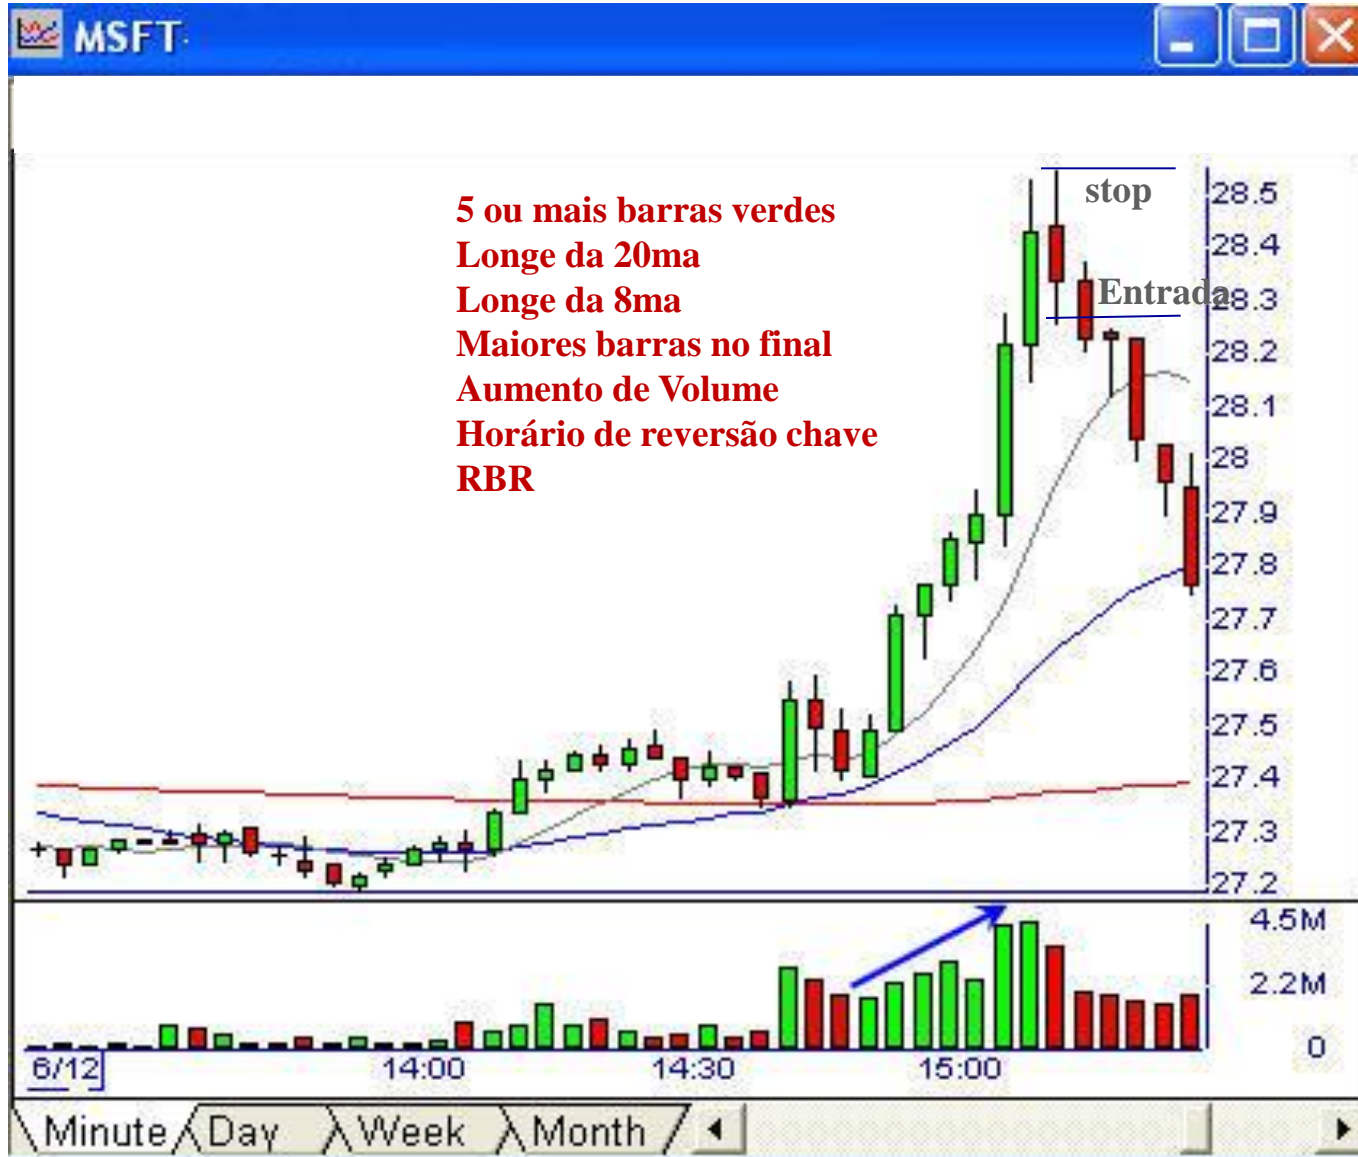 MSFT
5 ou mais barras verdes
Longe da 20ma
Longe da 8ma
Maiores barras no final
Aumento de Volume
Horário de reversão chave
RBR
stop
Entrada
28.5
28.4
28.3
28.2
28.1
28
27.9
27.8
27.7
27.6
27.5
27.4
27.3
27.2
4.5M
2.2M
0
6/12 14:00 14:30 15:00
Minute Day Week Month